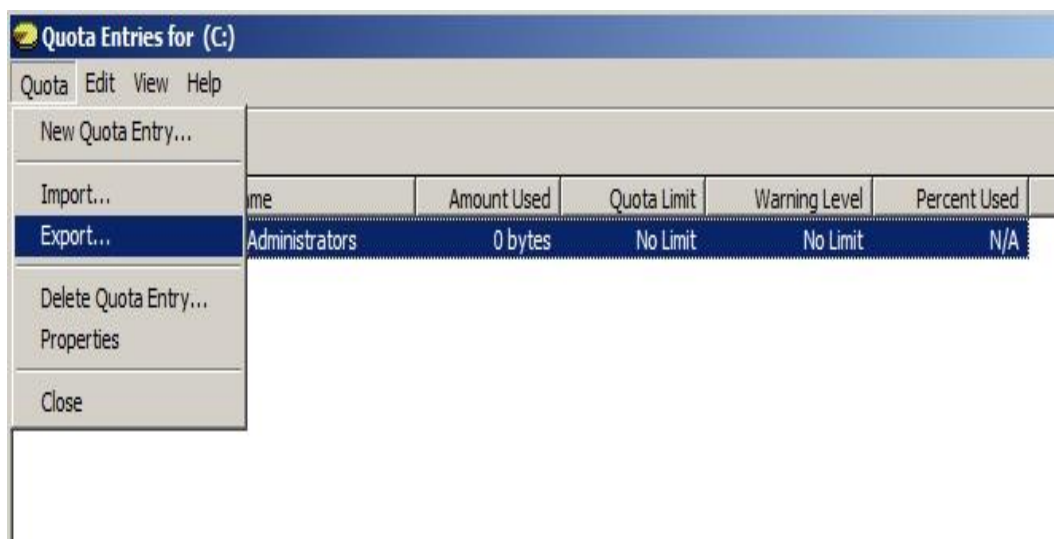 Quota Entries for (C:)
Quota Edit View Help
New Quota Entry...
Import...
Export...
Delete Quota Entry...
Properties
Close
Amount Used Quota Limit Warning Level Percent Used
Administrators 0 bytes No Limit No Limit N/A